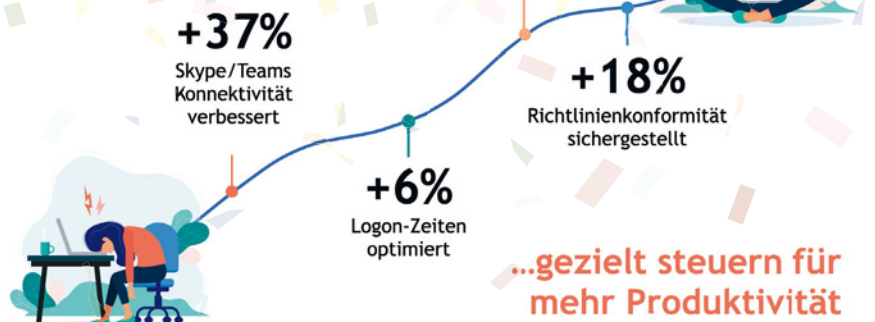 +37%
Skype/Teams
Konnektivität
verbessert
+6%
Logon-Zeiten
optimiert
+18%
Richtlinienkonformität
sichergestellt
...gezielt steuern für
mehr Produktivität